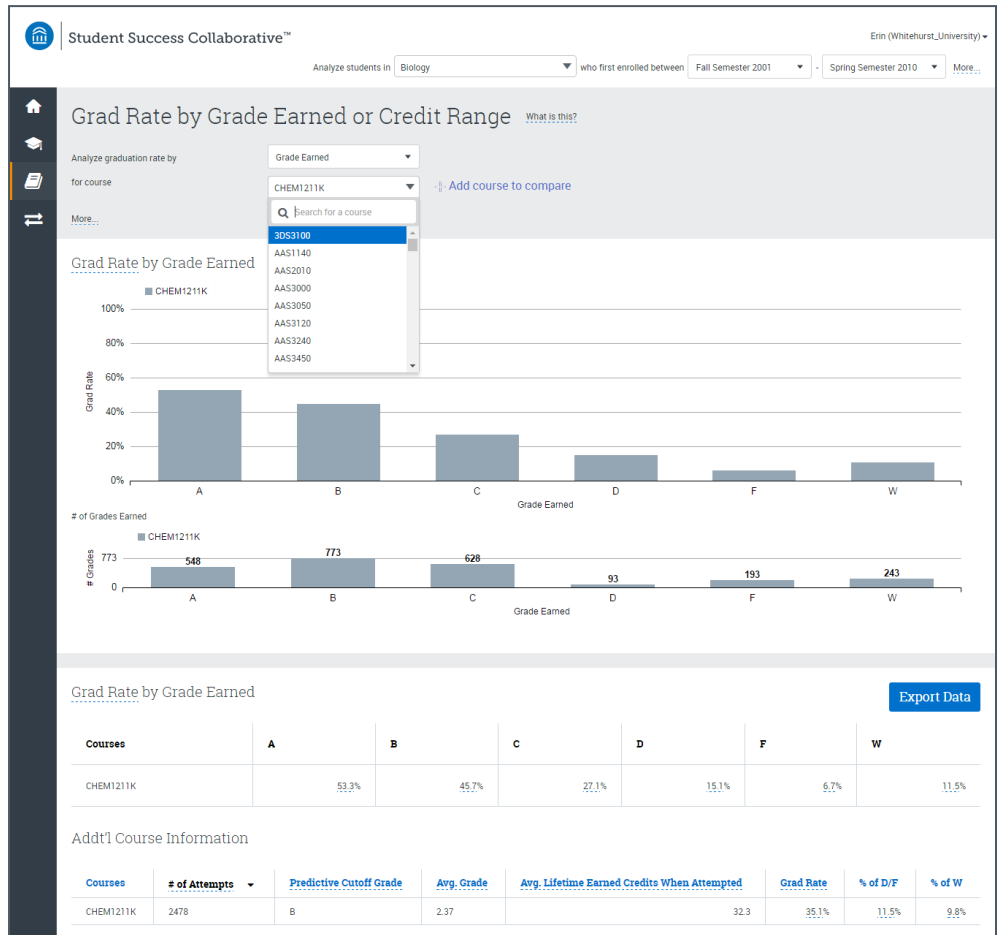 Student Success Collaborative™
Erin (Whitehurst_University)
Analyze students in Biology who first enrolled between Fall Semester 2001 - Spring Semester 2010 More...
Grad Rate by Grade Earned or Credit Range What is this?
Analyze graduation rate by Grade Earned
for course CHEM1211K Add course to compare
Search for a course
More...
3DS3100
AAS1140
AAS2010
AAS3000
AAS3050
AAS3120
AAS3240
AAS3450
Grad Rate by Grade Earned
CHEM1211K
100%
80%
60%
40%
20%
0%
Grad Rate
A B C D F W
Grade Earned
# of Grades Earned
CHEM1211K
773
0
# Grades
548 773 628 93 193 243
A B C D F W
Grade Earned
Grad Rate by Grade Earned
Export Data
Courses A B C D F W
CHEM1211K 53.3% 45.7% 27.1% 15.1% 6.7% 11.5%
Addt'l Course Information
Courses # of Attempts Predictive Cutoff Grade Avg. Grade Avg. Lifetime Earned Credits When Attempted Grad Rate % of D/F % of W
CHEM1211K 2478 B 2.37 32.3 35.1% 11.5% 9.8%